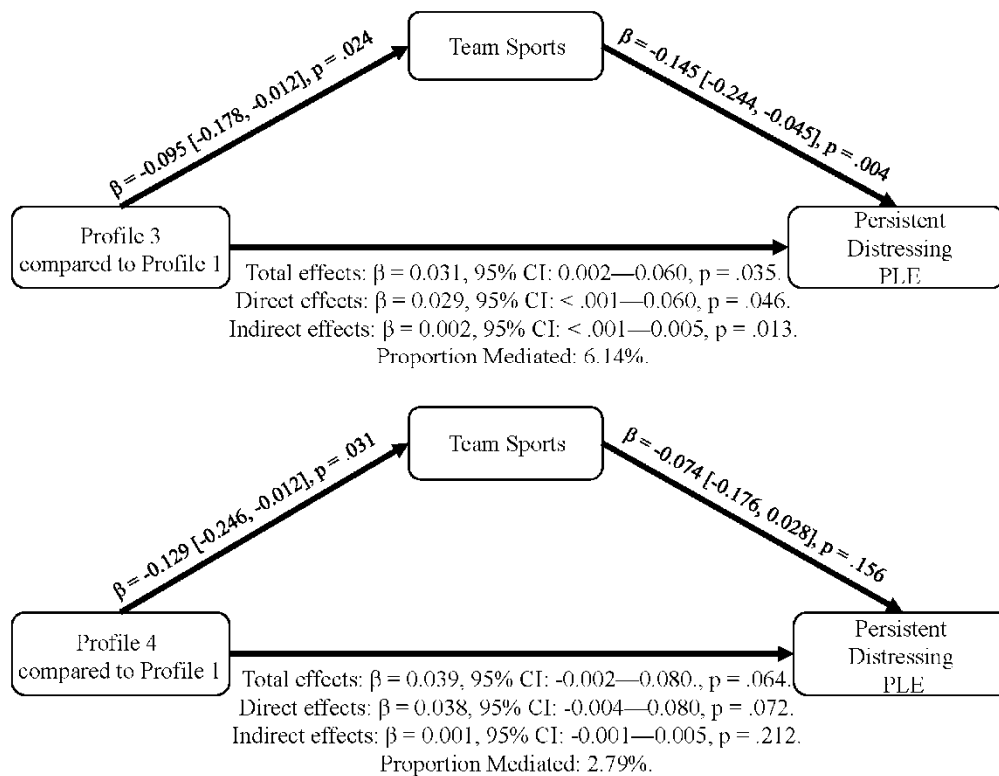 Team Sports
β = -0.095 [-0.178, -0.012], p = .024
β = -0.145 [-0.244, -0.045], p = .004
Profile 3
compared to Profile 1
Persistent
Distressing
PLE
Total effects: β = 0.031, 95% CI: 0.002—0.060, p = .035.
Direct effects: β = 0.029, 95% CI: < .001—0.060, p = .046.
Indirect effects: β = 0.002, 95% CI: < .001—0.005, p = .013.
Proportion Mediated: 6.14%.
Team Sports
β = -0.129 [-0.246, -0.012], p = .031
β = -0.074 [-0.176, 0.028], p = .156
Profile 4
compared to Profile 1
Persistent
Distressing
PLE
Total effects: β = 0.039, 95% CI: -0.002—0.080., p = .064.
Direct effects: β = 0.038, 95% CI: -0.004—0.080, p = .072.
Indirect effects: β = 0.001, 95% CI: -0.001—0.005, p = .212.
Proportion Mediated: 2.79%.